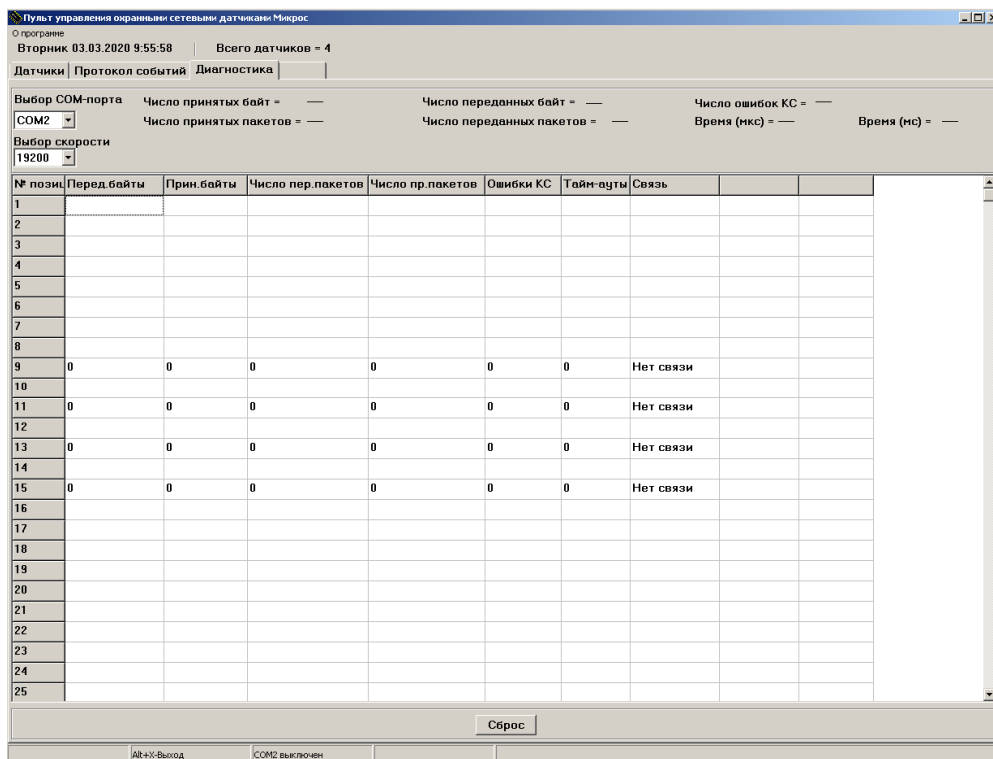 Пульт управления охранными сетевыми датчиками Микрос
О програмне
Вторник 03.03.2020 9:55:58 Всего датчиков = 4
Датчики Протокол событий Диагностика
Выбор COM-порта Число принятых байт = — Число переданных байт = — Число ошибок КС = —
COM2 Число принятых пакетов = — Число переданных пакетов = — Время (мкс) = — Время (мс) = —
Выбор скорости
19200
№ позиц Перед.байты Прин.байты Число пер.пакетов Число пр.пакетов Ошибки КС Тайм-ауты Связь
1
2
3
4
5
6
7
8
9 0 0 0 0 0 0 Нет связи
10
11 0 0 0 0 0 0 Нет связи
12
13 0 0 0 0 0 0 Нет связи
14
15 0 0 0 0 0 0 Нет связи
16
17
18
19
20
21
22
23
24
25
Сброс
Alt+X-Выход COM2 выключен